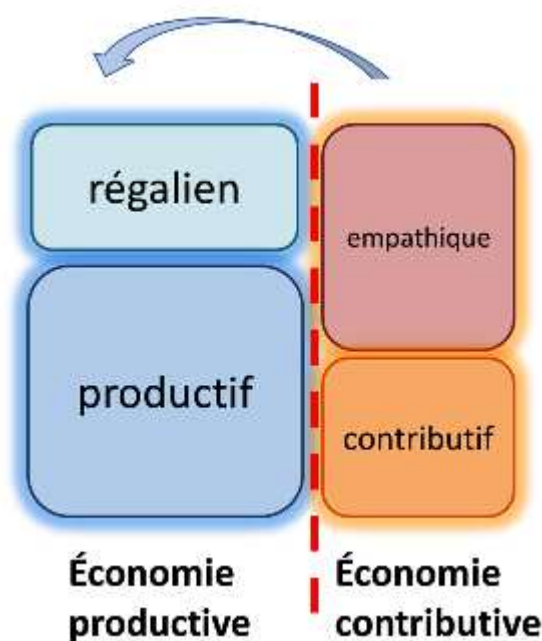 régalien
empathique
productif
contributif
Économie
productive
Économie
contributive